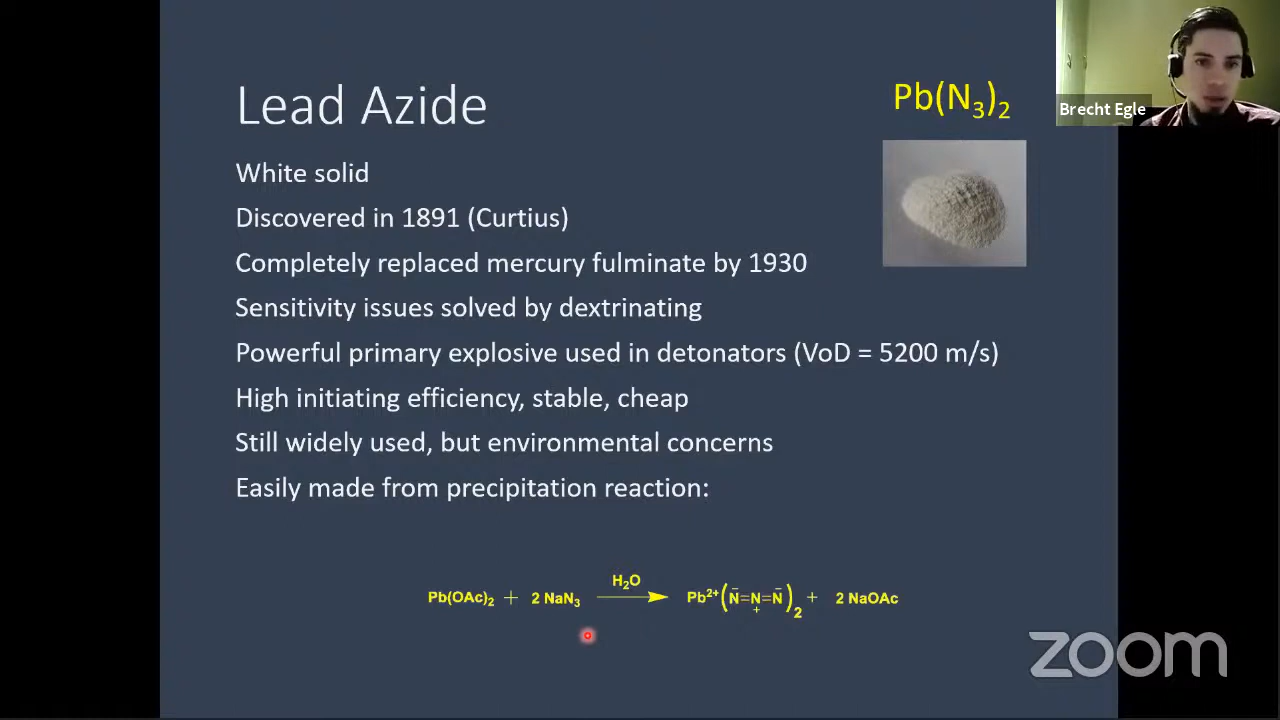 Lead Azide
Pb(N₃)₂
Brecht Egle
White solid
Discovered in 1891 (Curtius)
Completely replaced mercury fulminate by 1930
Sensitivity issues solved by dextrinating
Powerful primary explosive used in detonators (VoD = 5200 m/s)
High initiating efficiency, stable, cheap
Still widely used, but environmental concerns
Easily made from precipitation reaction:
H₂O
Pb(OAc)₂ + 2 NaN₃ ⟶ Pb²⁺(N̄=N⁺=N̄)₂ + 2 NaOAc
zoom